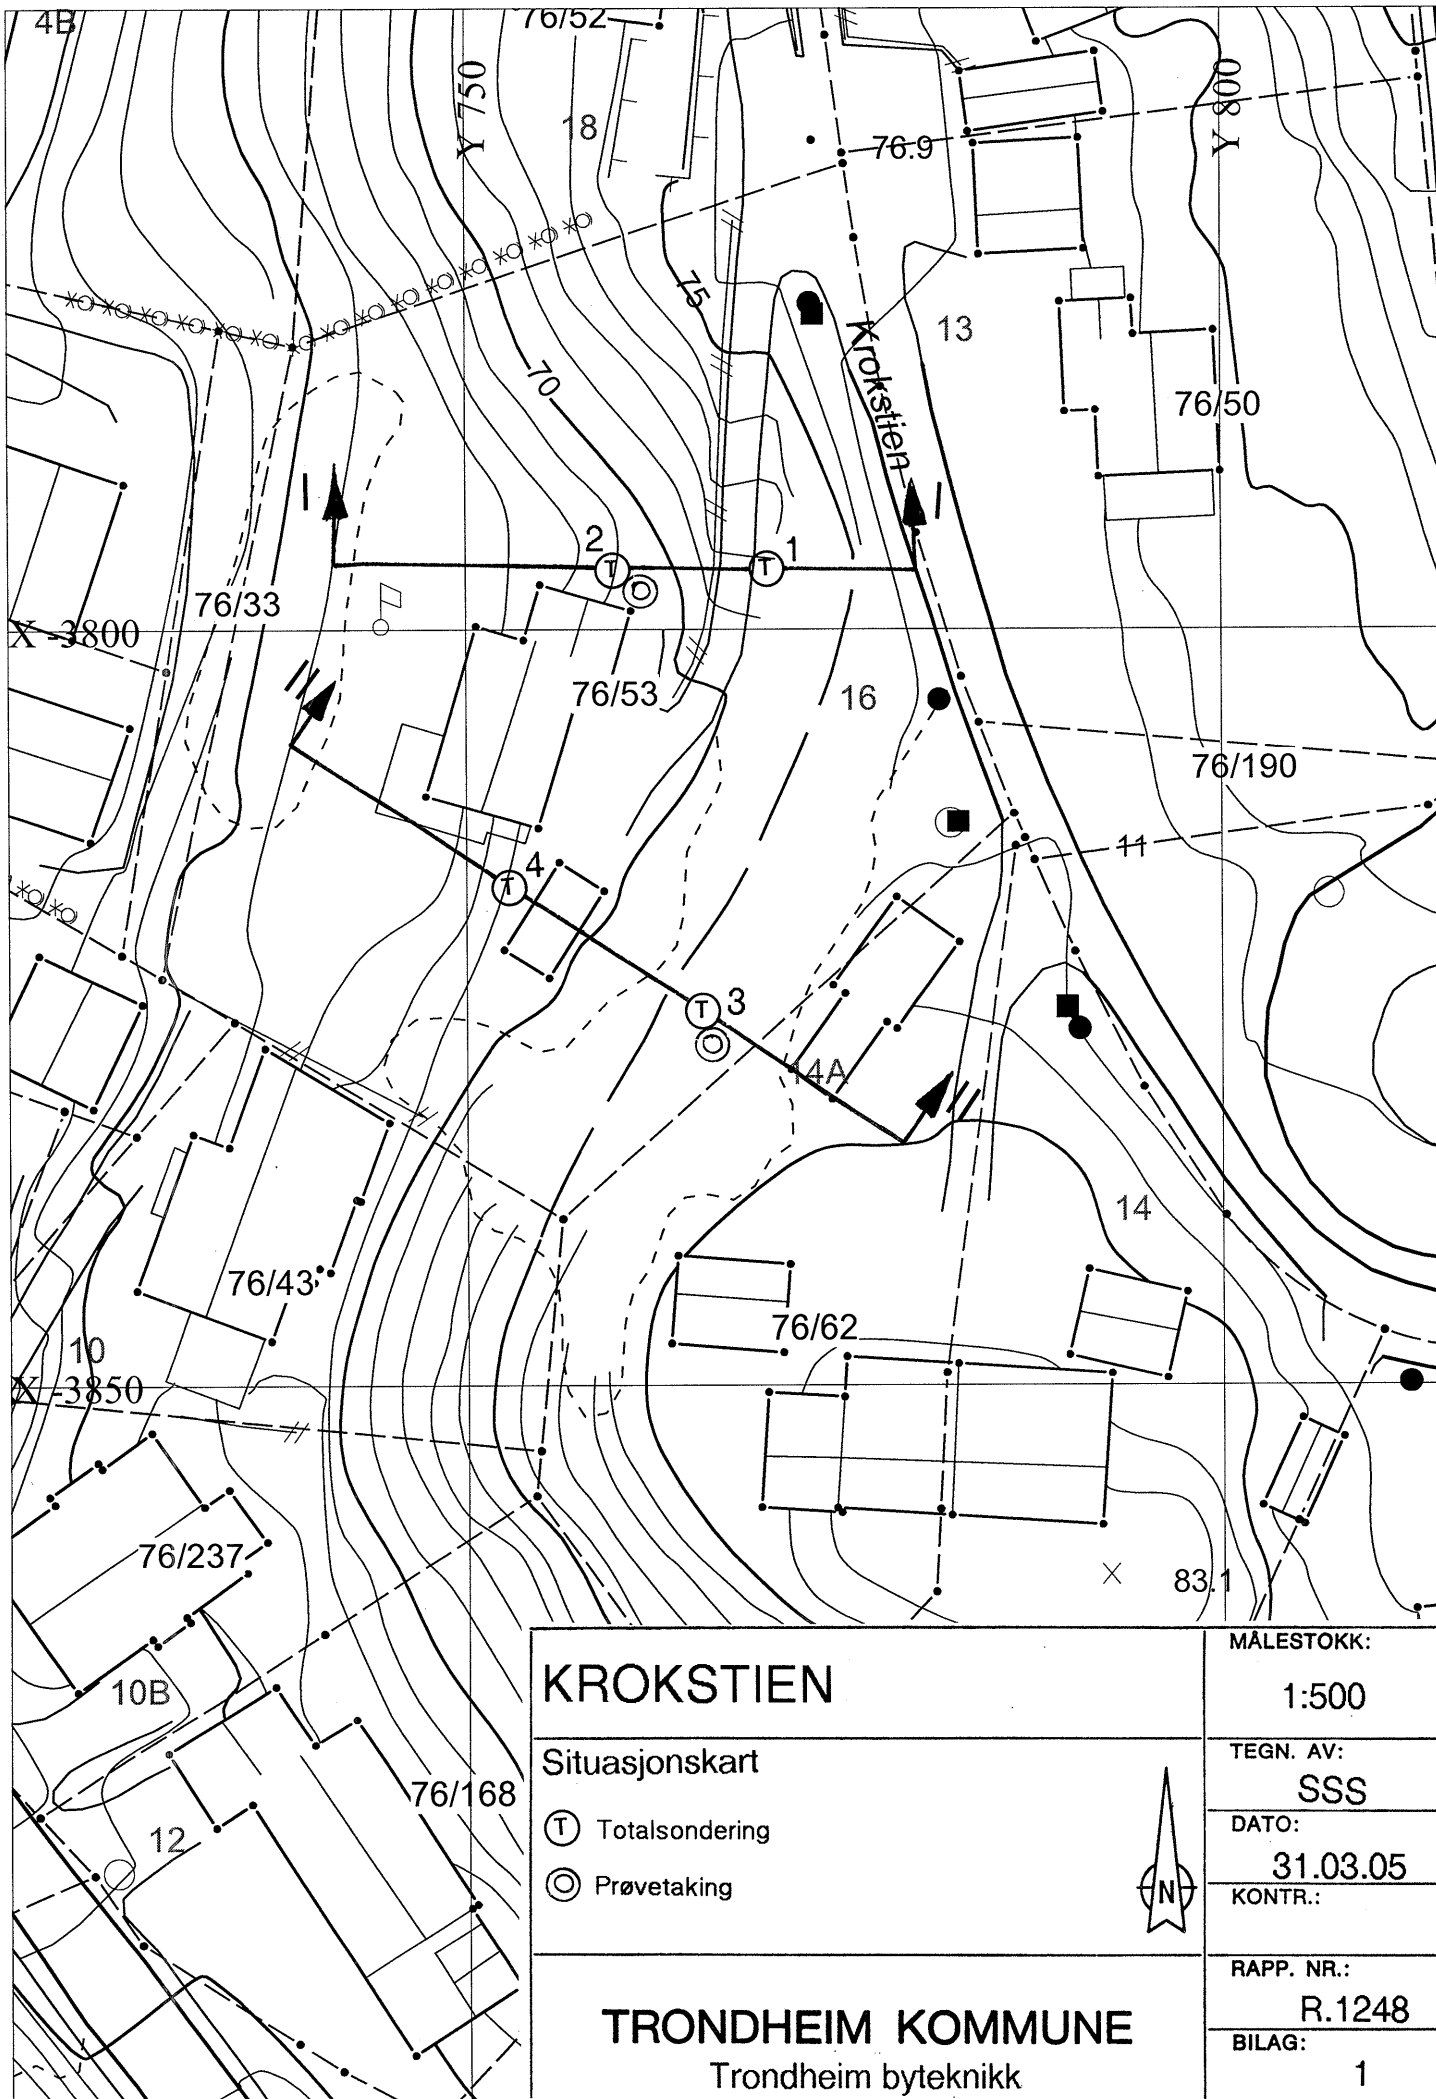 4B
76/52
Y 750
18
76.9
Y 800
75
Krokstien
13
70
76/50
I
I
2
1
76/33
X -3800
II
76/53
16
76/190
11
4
3
14A
II
14
76/43
76/62
10
X -3850
76/237
83.1
10B
76/168
12
KROKSTIEN
Situasjonskart
T Totalsondering
Prøvetaking
N
MÅLESTOKK:
1:500
TEGN. AV:
SSS
DATO:
31.03.05
KONTR.:
RAPP. NR.:
R.1248
BILAG:
1
TRONDHEIM KOMMUNE
Trondheim byteknikk